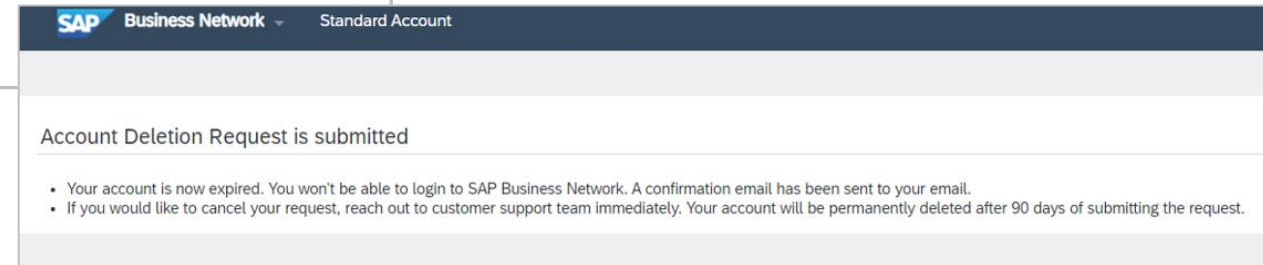 SAP Business Network Standard Account
Account Deletion Request is submitted
• Your account is now expired. You won't be able to login to SAP Business Network. A confirmation email has been sent to your email.
• If you would like to cancel your request, reach out to customer support team immediately. Your account will be permanently deleted after 90 days of submitting the request.